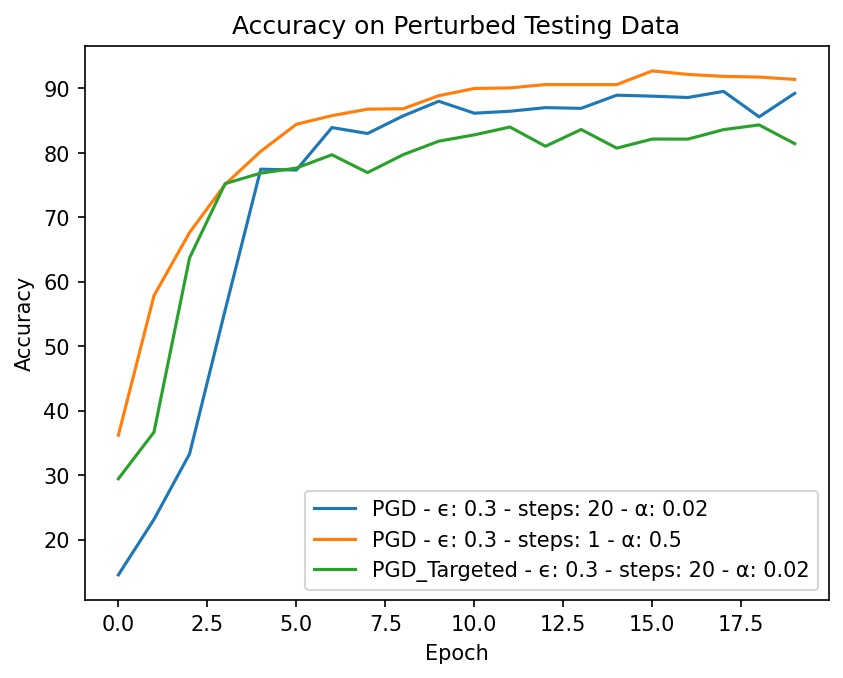 Accuracy on Perturbed Testing Data
Accuracy
90
80
70
60
50
40
30
20
PGD - ϵ: 0.3 - steps: 20 - α: 0.02
PGD - ϵ: 0.3 - steps: 1 - α: 0.5
PGD_Targeted - ϵ: 0.3 - steps: 20 - α: 0.02
0.0 2.5 5.0 7.5 10.0 12.5 15.0 17.5
Epoch